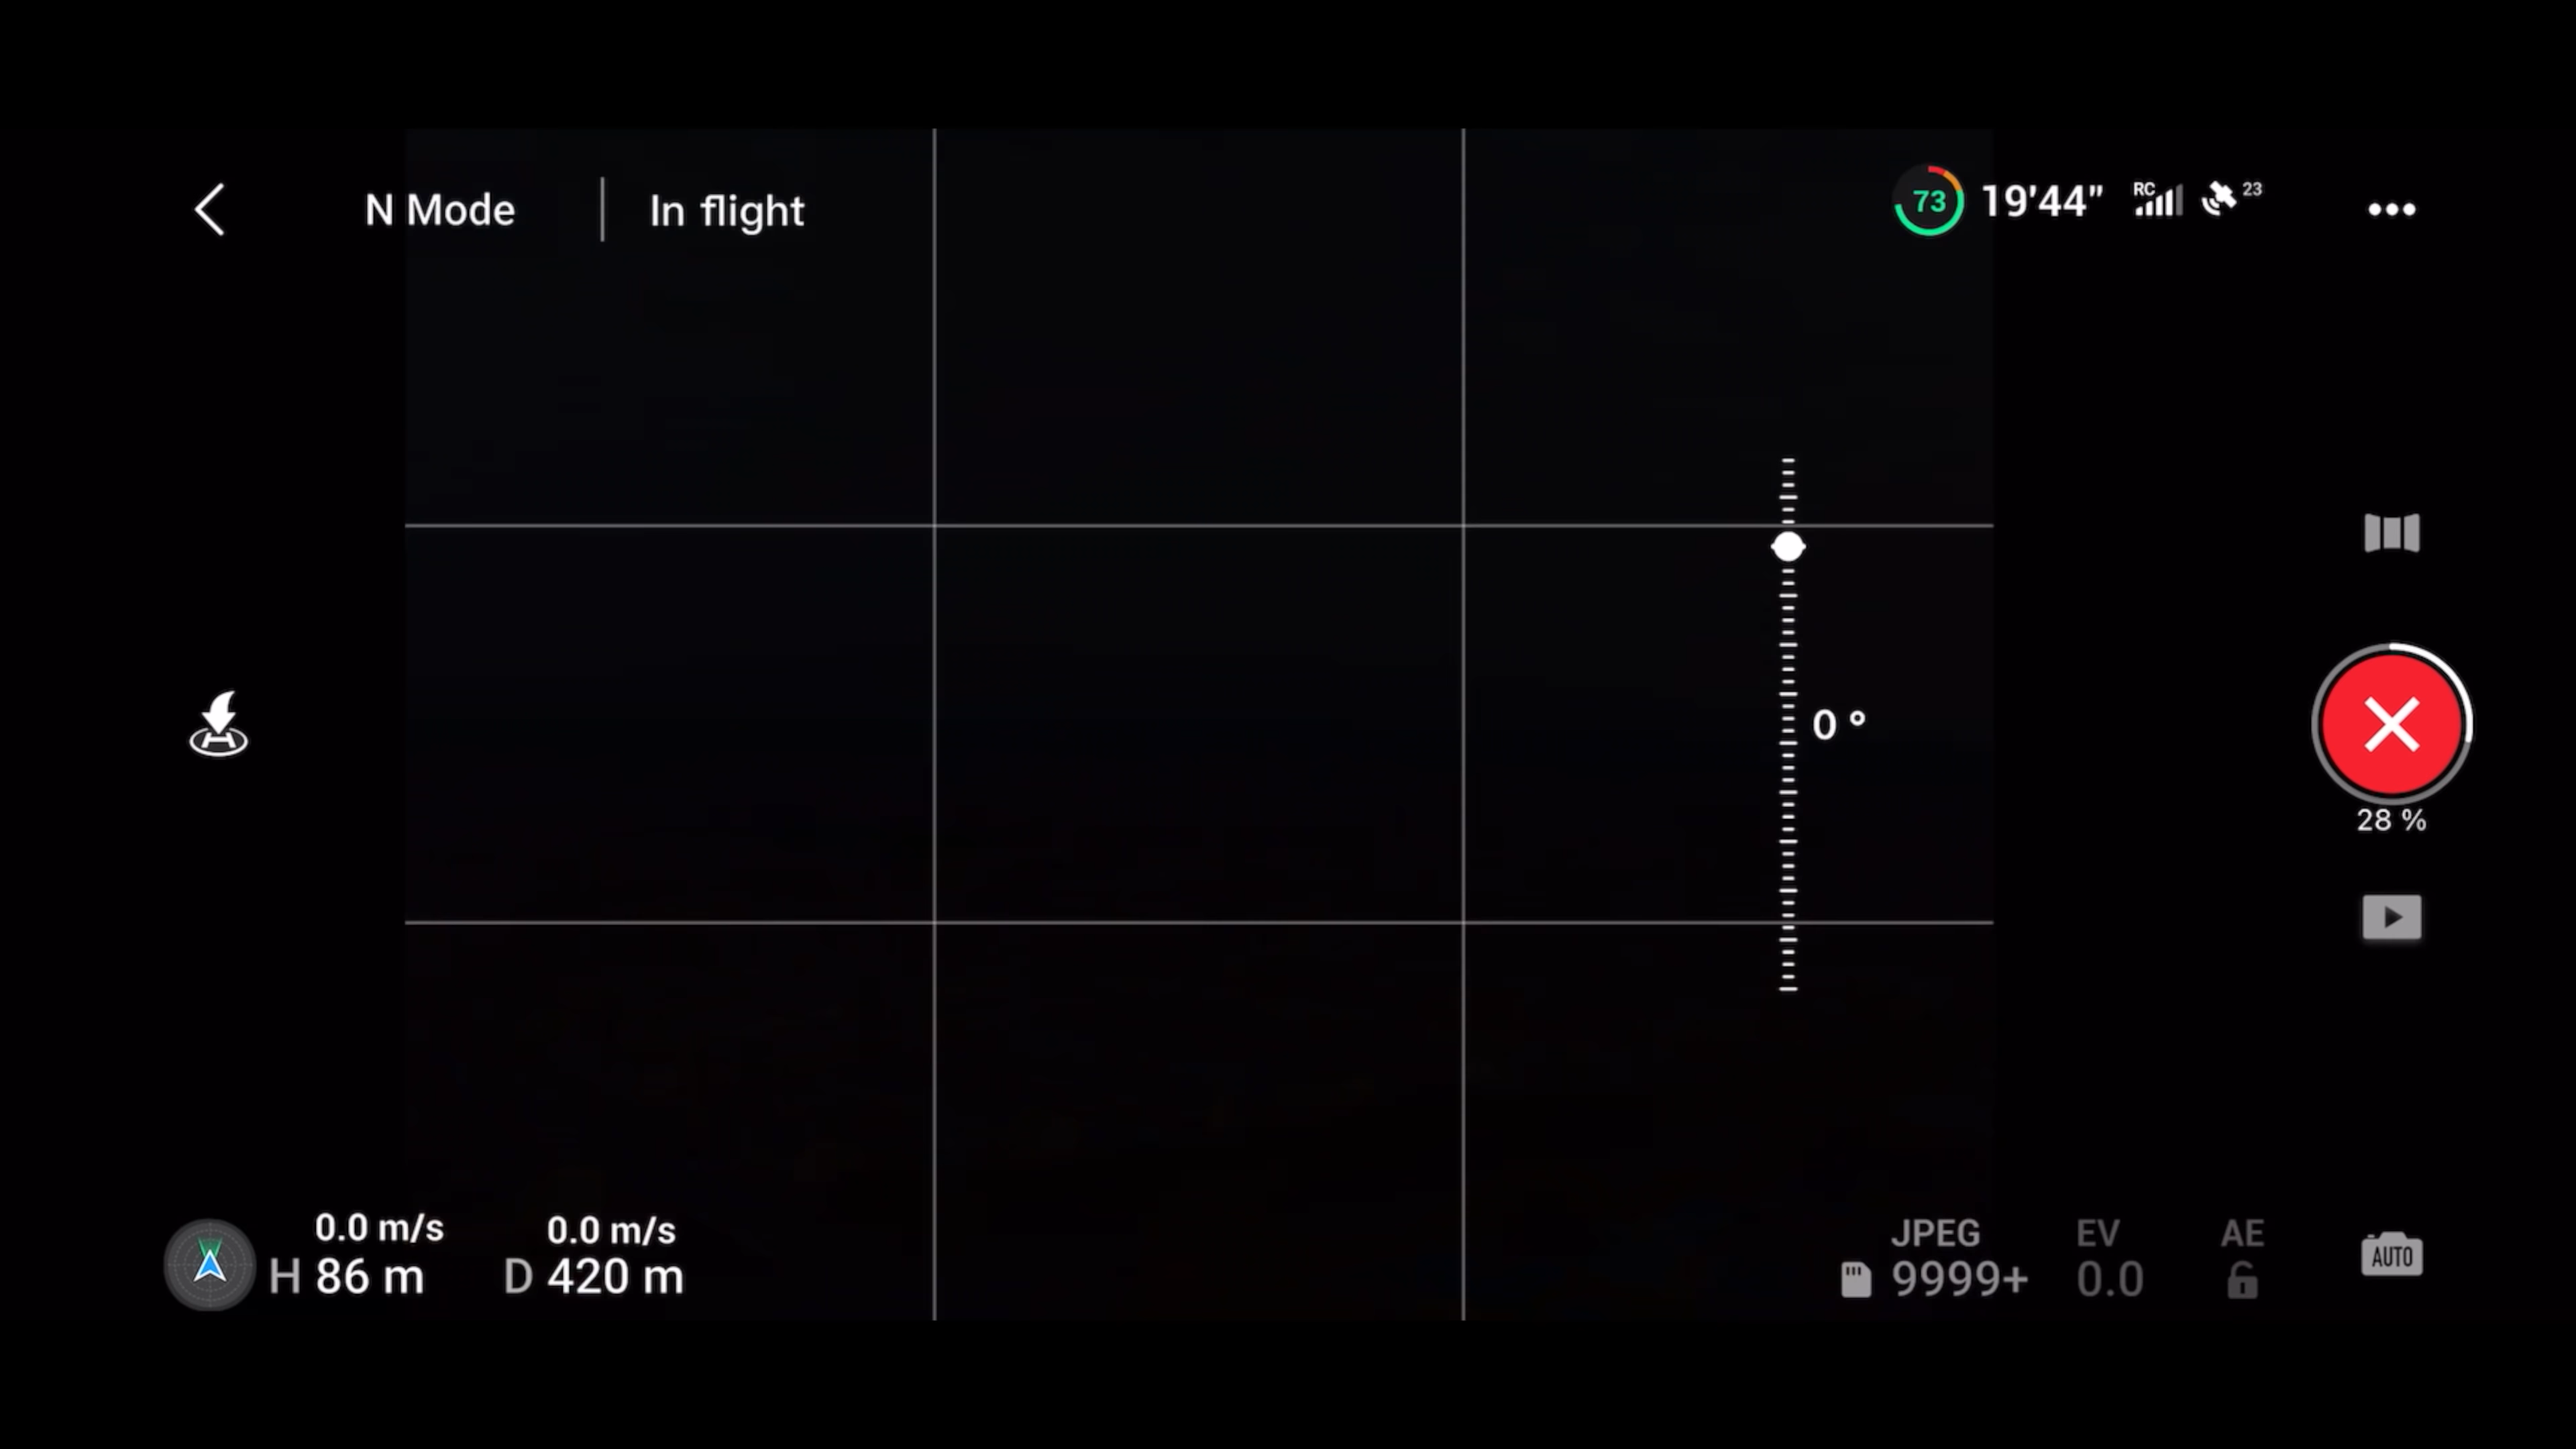 N Mode | In flight
73 19'44" RC 23
0 °
28 %
0.0 m/s 0.0 m/s
H 86 m D 420 m
JPEG EV AE
9999+ 0.0
AUTO